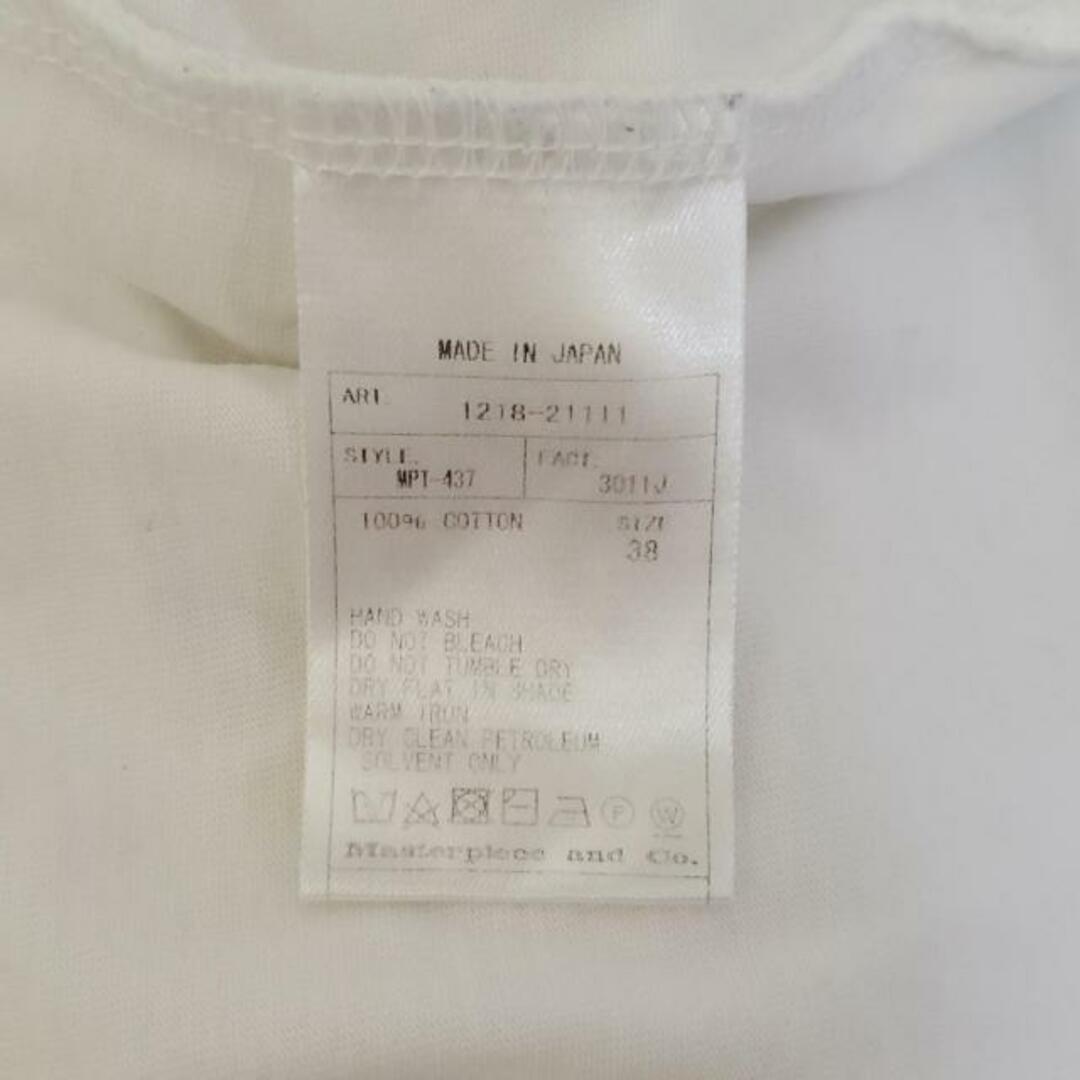 MADE IN JAPAN
ART. 1218-21111
STYLE. FACT.
MPT-437 3011J
100% COTTON SIZE
38
HAND WASH
DO NOT BLEACH
DO NOT TUMBLE DRY
DRY FLAT IN SHADE
WARM IRON
DRY CLEAN PETROLEUM
SOLVENT ONLY
F W
Masterpiece and Co.